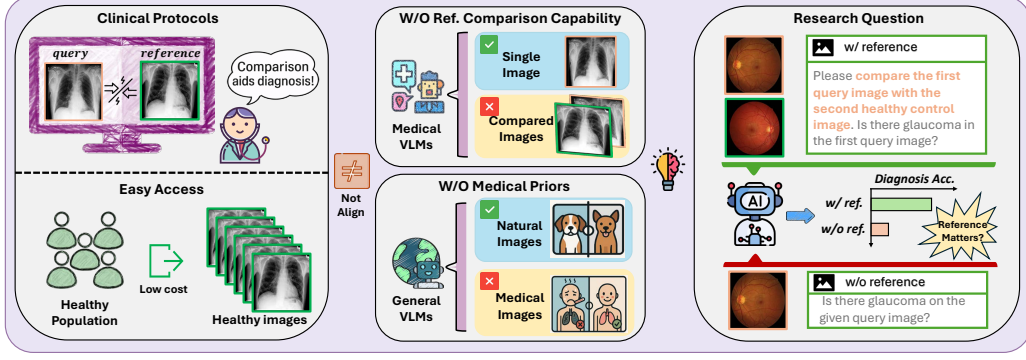 Clinical Protocols
query
reference
Comparison
aids diagnosis!
Easy Access
Healthy
Population
Low cost
Healthy images
≠
Not
Align
W/O Ref. Comparison Capability
Medical
VLMs
Single
Image
Compared
Images
W/O Medical Priors
General
VLMs
Natural
Images
Medical
Images
Research Question
w/ reference
Please compare the first
query image with the
second healthy control
image. Is there glaucoma in
the first query image?
AI
Diagnosis Acc.
w/ ref.
w/o ref.
Reference
Matters?
w/o reference
Is there glaucoma on the
given query image?